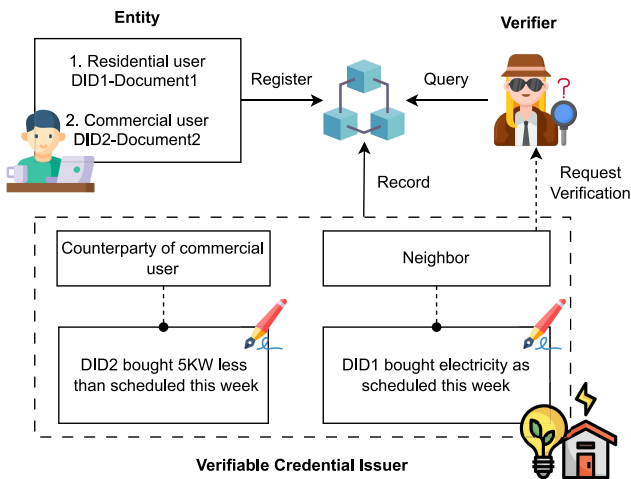 Entity
Verifier
1. Residential user
DID1-Document1
2. Commercial user
DID2-Document2
Register
Query
?
Record
Request
Verification
Counterparty of commercial
user
Neighbor
DID2 bought 5KW less
than scheduled this week
DID1 bought electricity as
scheduled this week
Verifiable Credential Issuer